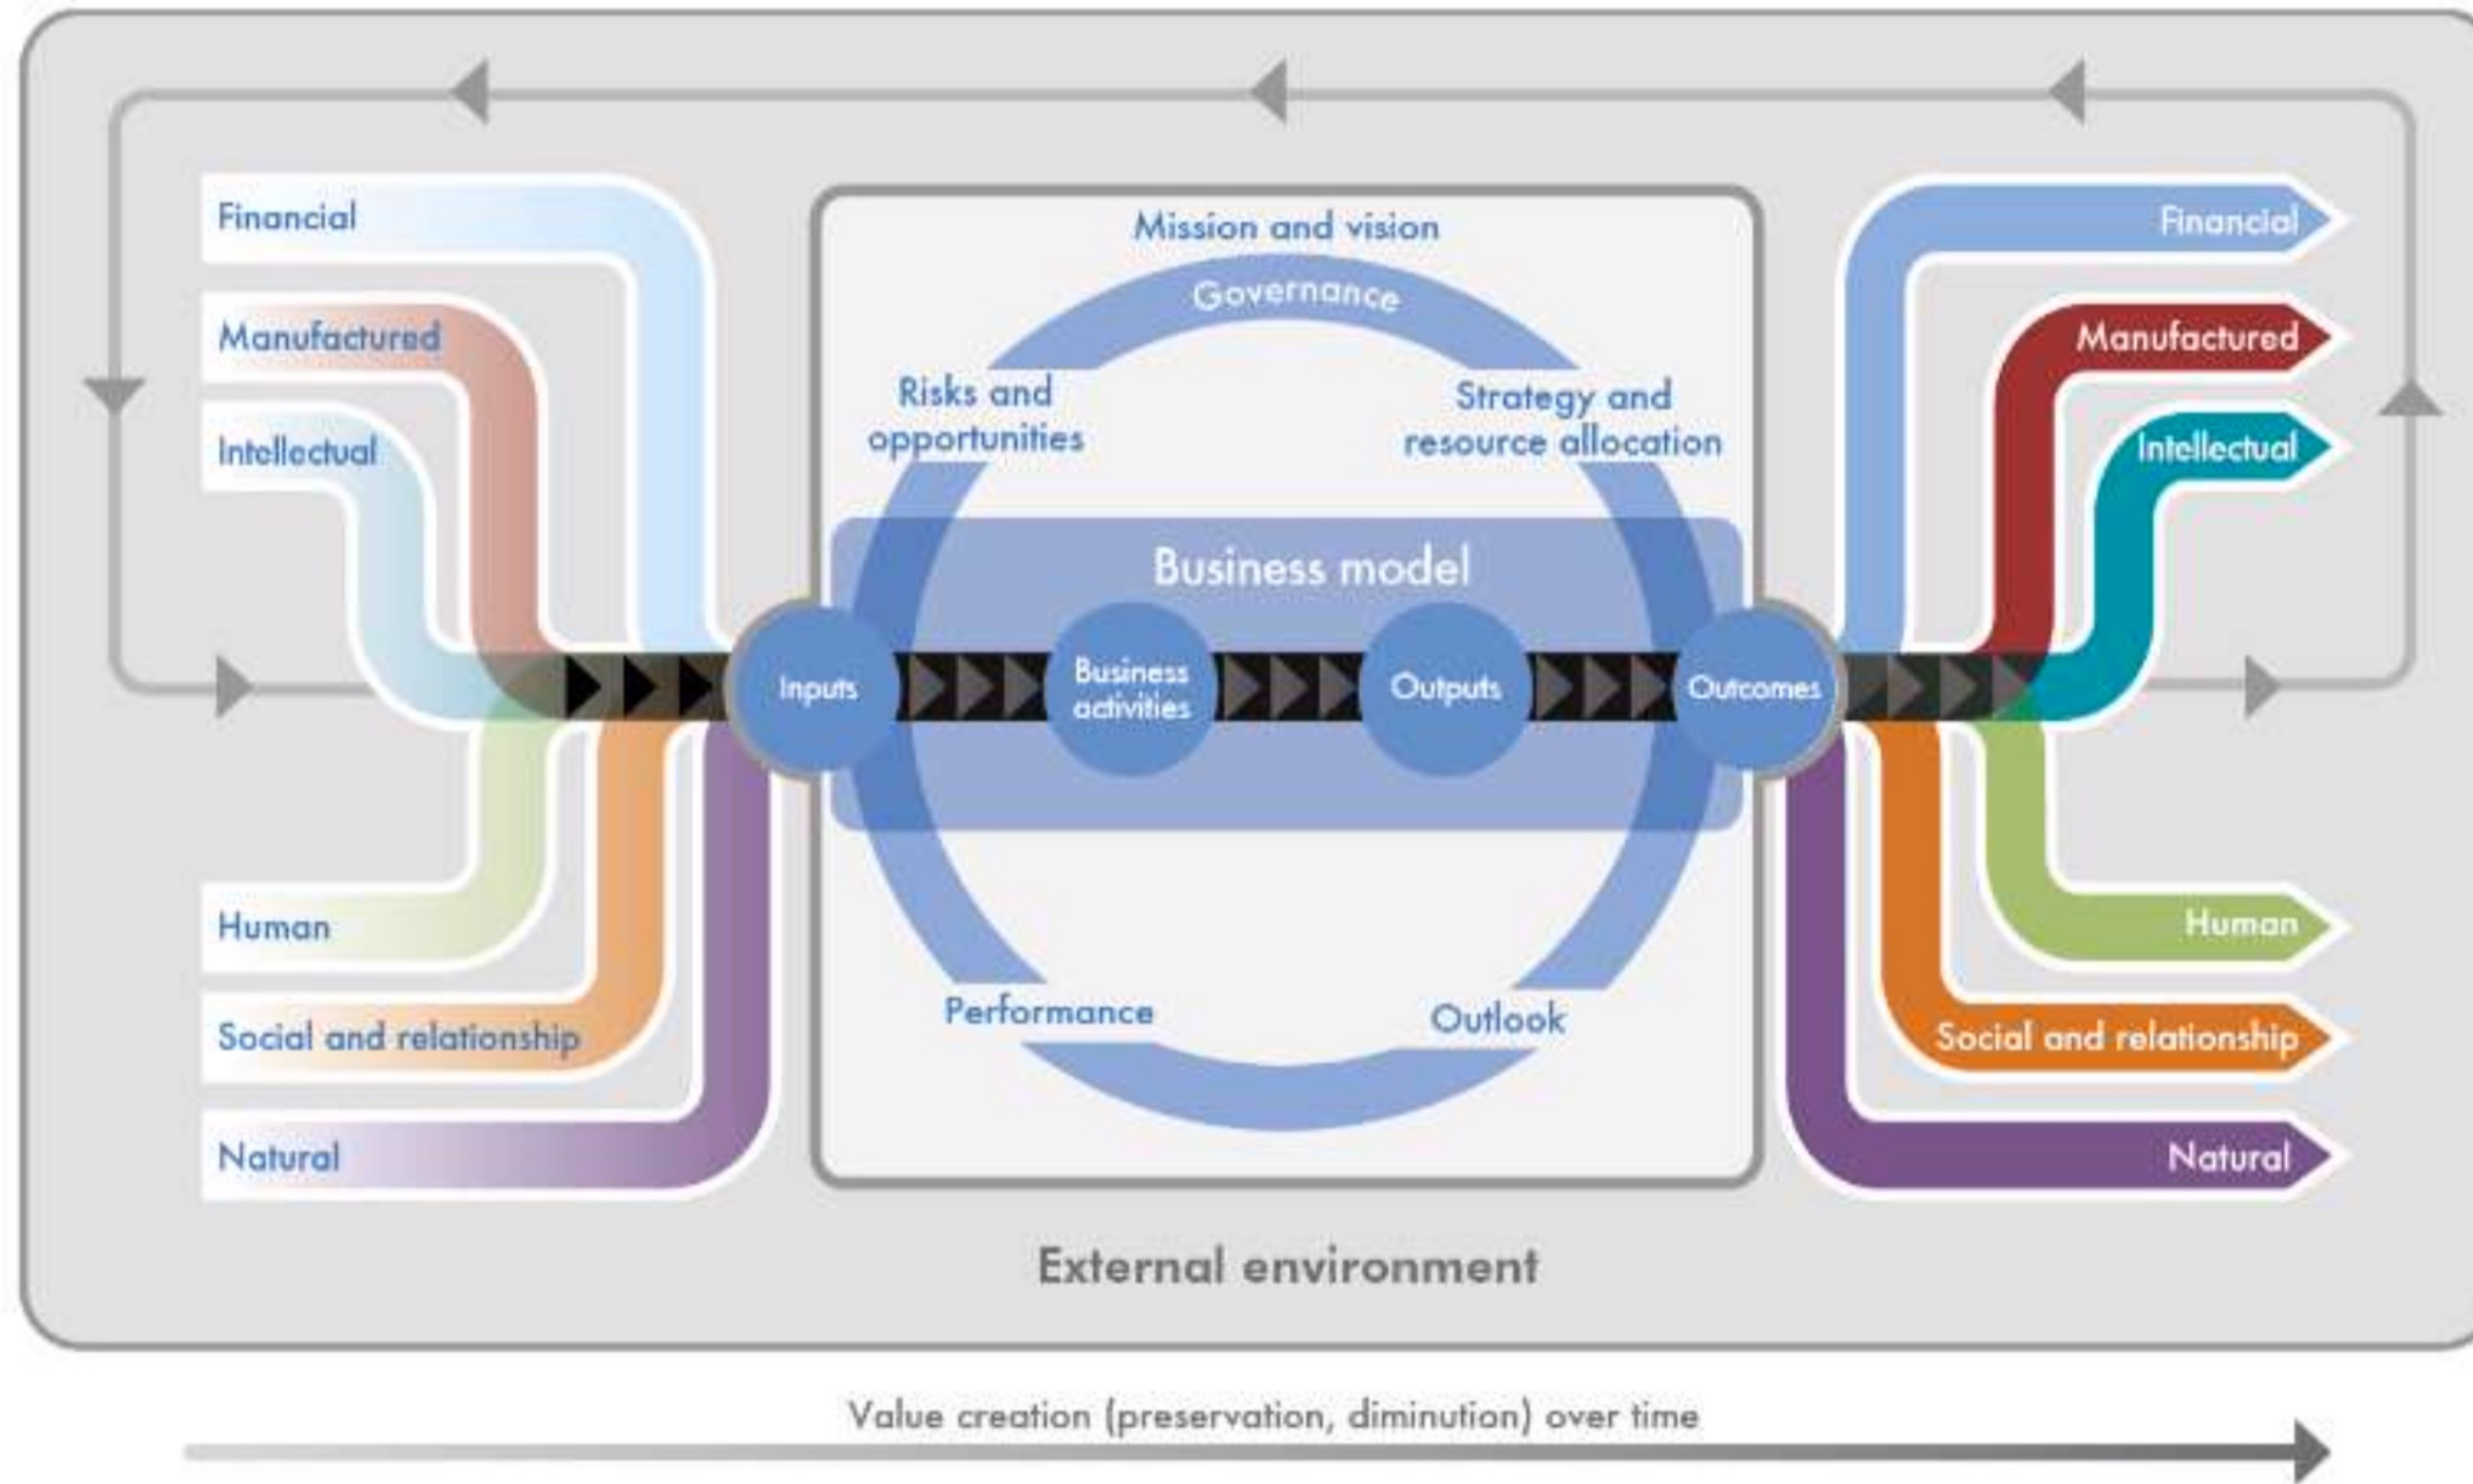 Financial
Manufactured
Intellectual
Human
Social and relationship
Natural
Mission and vision
Governance
Risks and
opportunities
Strategy and
resource allocation
Business model
Inputs
Business
activities
Outputs
Outcomes
Performance
Outlook
Financial
Manufactured
Intellectual
Human
Social and relationship
Natural
External environment
Value creation (preservation, diminution) over time